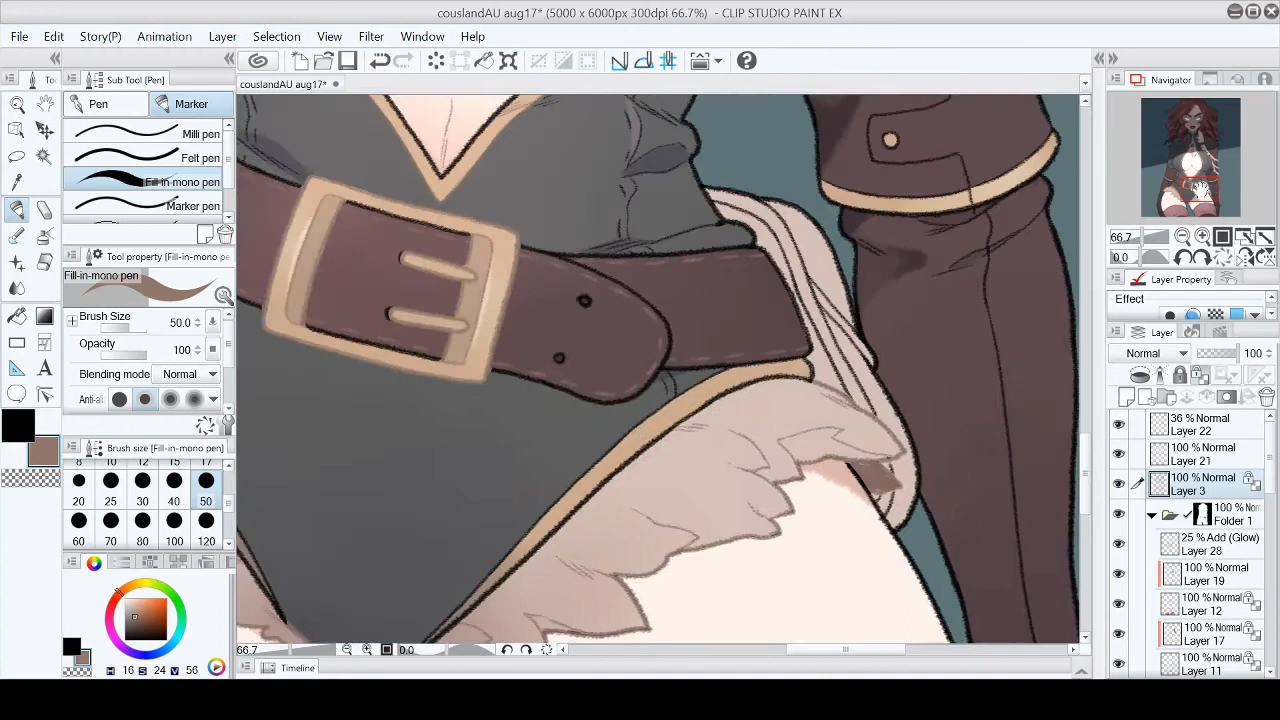 couslandAU aug17* (5000 x 6000px 300dpi 66.7%) - CLIP STUDIO PAINT EX
File Edit Story(P) Animation Layer Selection View Filter Window Help
Sub Tool [Pen]
couslandAU aug17*
Navigator
Pen Marker
Milli pen
Felt pen
Fill-in-mono pen
Marker pen
Tool property [Fill-in-mono pe
Fill-in-mono pen
Brush Size 50.0
Opacity 100
Blending mode Normal
Anti-ali
Brush size [Fill-in-mono pen]
8 10 12 15 17
20 25 30 40 50
60 70 80 100 120
H 16 S 24 V 56
66.7 0.0
Timeline
66.7
0.0
Layer Property
Effect
Layer
Normal 100
36 % Normal
Layer 22
100 % Normal
Layer 21
100 % Normal
Layer 3
100 % Norr
Folder 1
25 % Add (Glow)
Layer 28
100 % Normal
Layer 19
100 % Normal
Layer 12
100 % Normal
Layer 17
100 % Normal
Layer 11